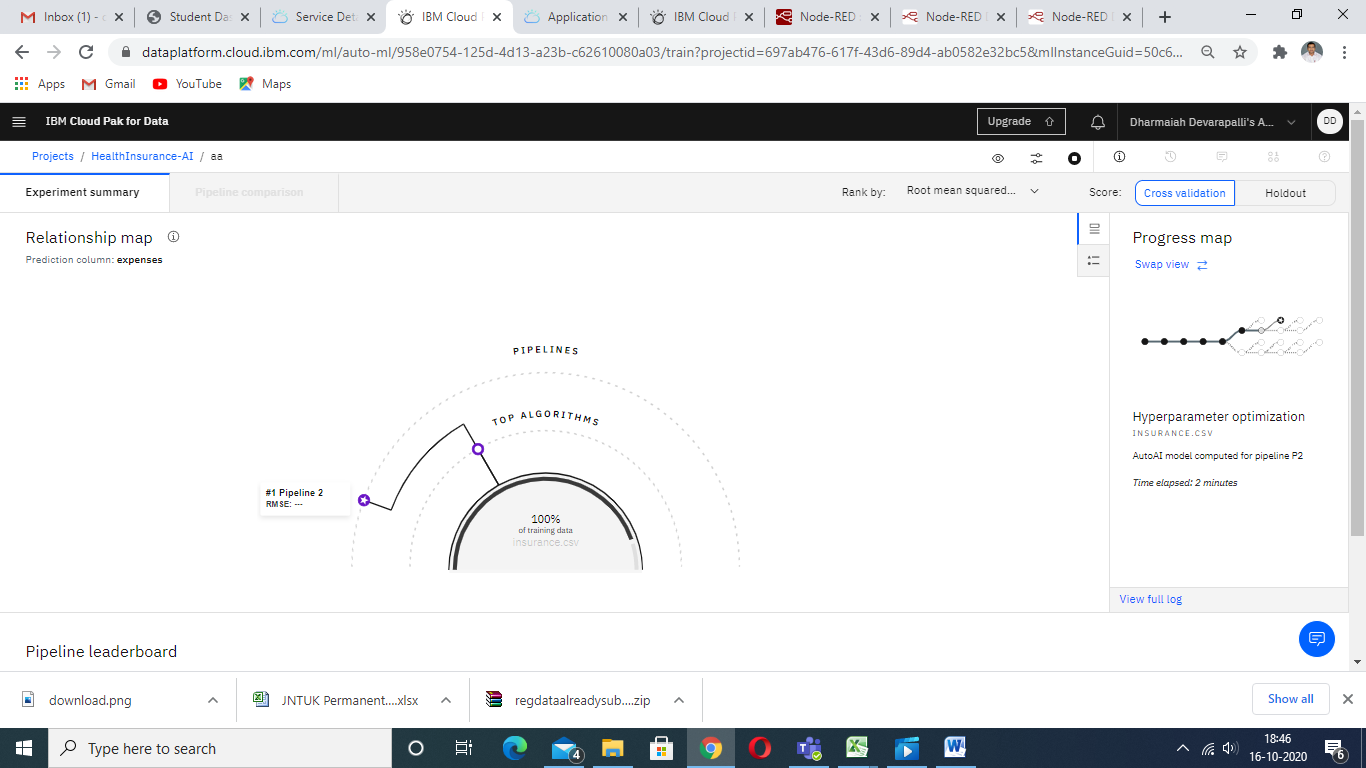 Inbox (1) - c
Student Das
Service Deta
IBM Cloud P
Application
IBM Cloud P
Node-RED S
Node-RED F
Node-RED F
dataplatform.cloud.ibm.com/ml/auto-ml/958e0754-125d-4d13-a23b-c62610080a03/train?projectid=697ab476-617f-43d6-89d4-ab0582e32bc5&mlInstanceGuid=50c6...
Apps Gmail YouTube Maps
IBM Cloud Pak for Data Upgrade Dharmaiah Devarapalli's A... DD
Projects / HealthInsurance-AI / aa
Experiment summary Pipeline comparison Rank by: Root mean squared... Score: Cross validation Holdout
Relationship map
Prediction column: expenses
PIPELINES
TOP ALGORITHMS
#1 Pipeline 2
RMSE: ---
100%
of training data
insurance.csv
Progress map
Swap view
Hyperparameter optimization
INSURANCE.CSV
AutoAI model computed for pipeline P2
Time elapsed: 2 minutes
View full log
Pipeline leaderboard
download.png JNTUK Permanent....xlsx regdataalreadysub....zip Show all
Type here to search
4
18:46
16-10-2020
6